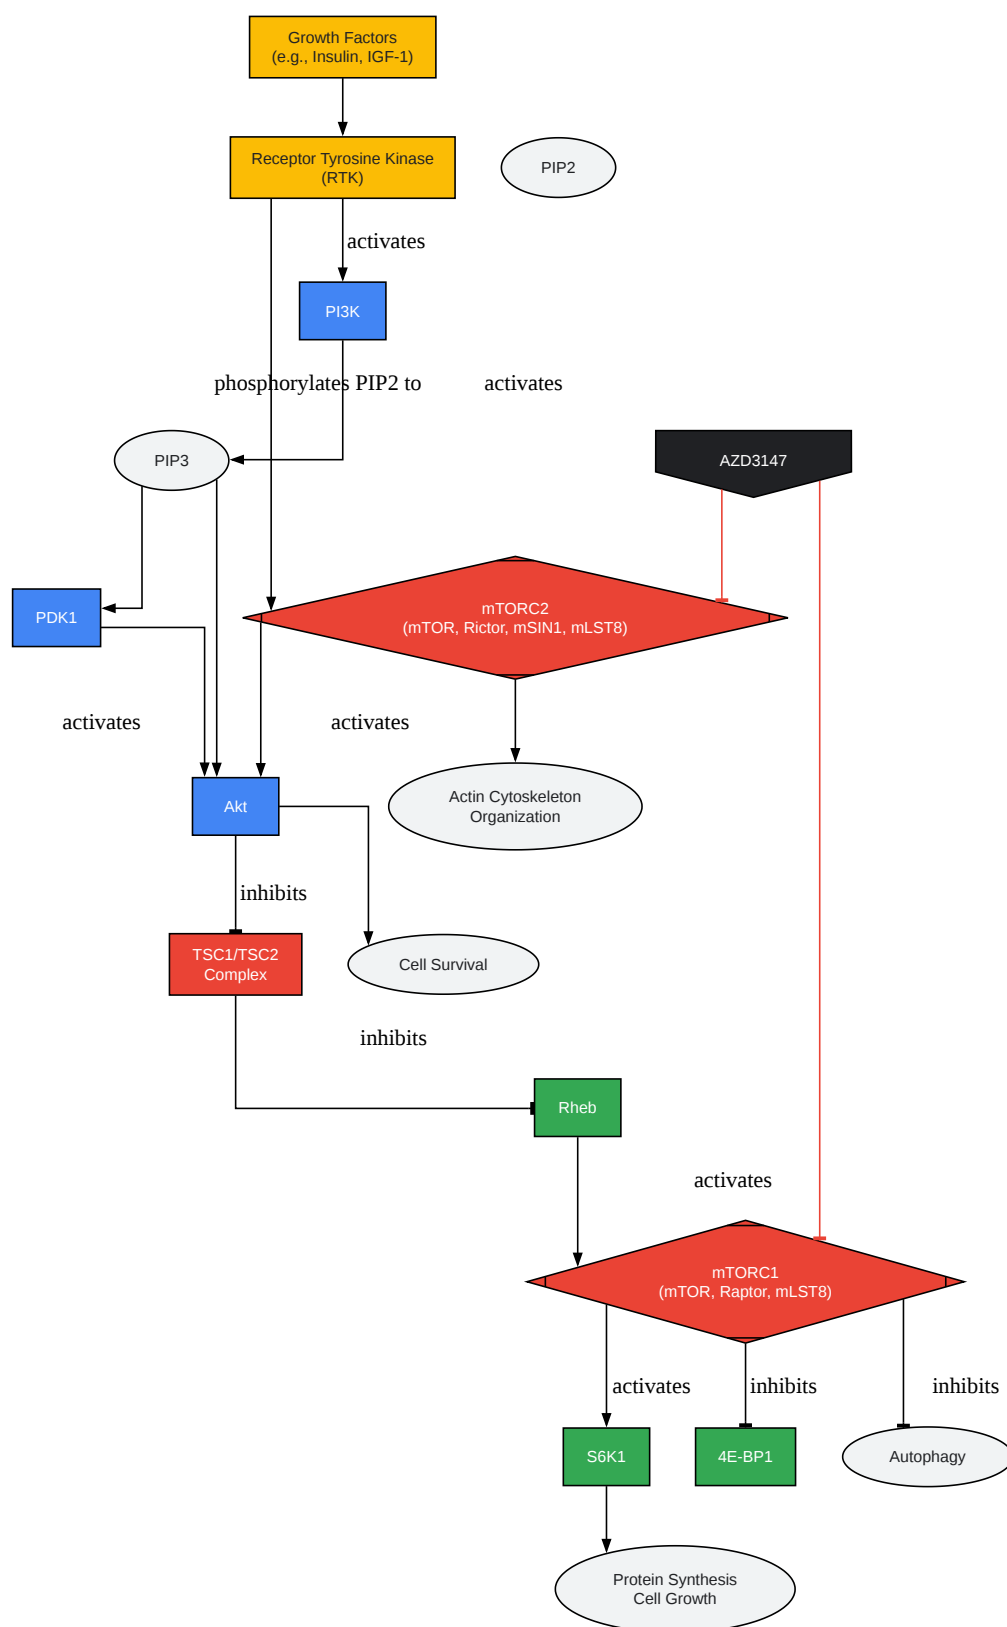 Growth Factors
(e.g., Insulin, IGF-1)
Receptor Tyrosine Kinase
(RTK)
PIP2
activates
PI3K
phosphorylates PIP2 to
activates
PIP3
AZD3147
PDK1
mTORC2
(mTOR, Rictor, mSIN1, mLST8)
activates
activates
Akt
Actin Cytoskeleton
Organization
inhibits
TSC1/TSC2
Complex
Cell Survival
inhibits
Rheb
activates
mTORC1
(mTOR, Raptor, mLST8)
activates
inhibits
inhibits
S6K1
4E-BP1
Autophagy
Protein Synthesis
Cell Growth